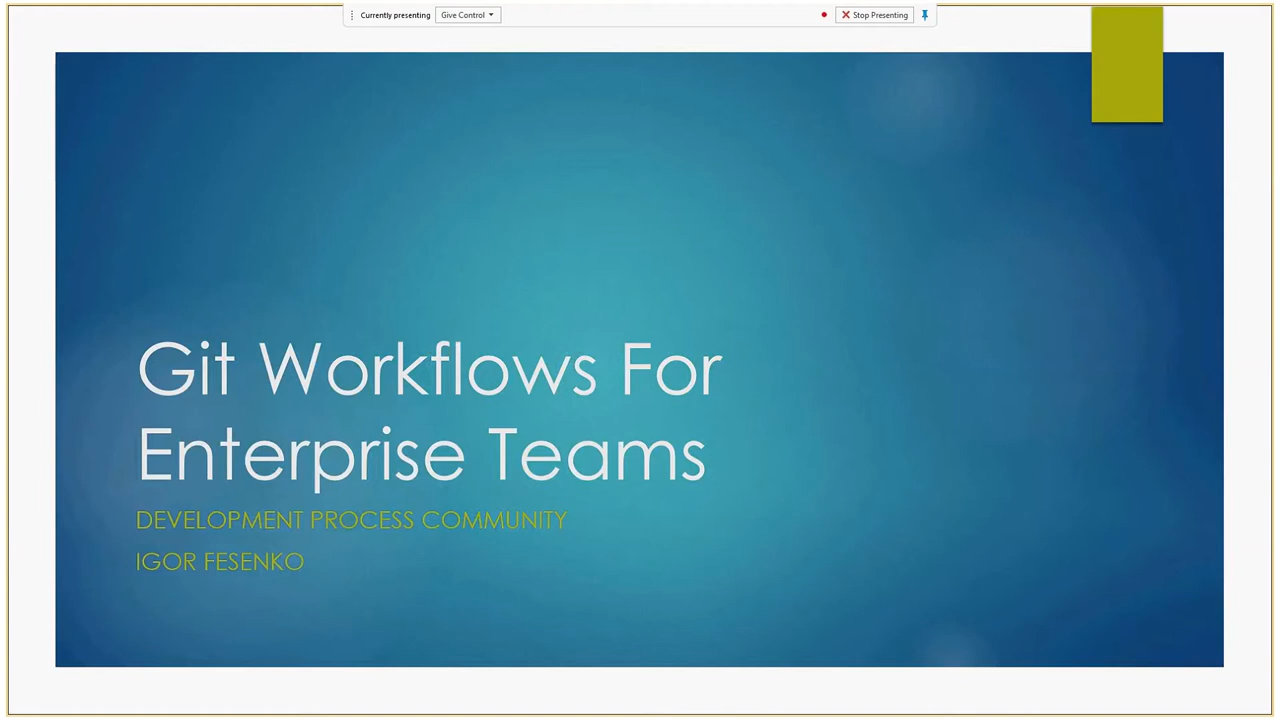 Currently presenting Give Control Stop Presenting
Git Workflows For
Enterprise Teams
DEVELOPMENT PROCESS COMMUNITY
IGOR FESENKO